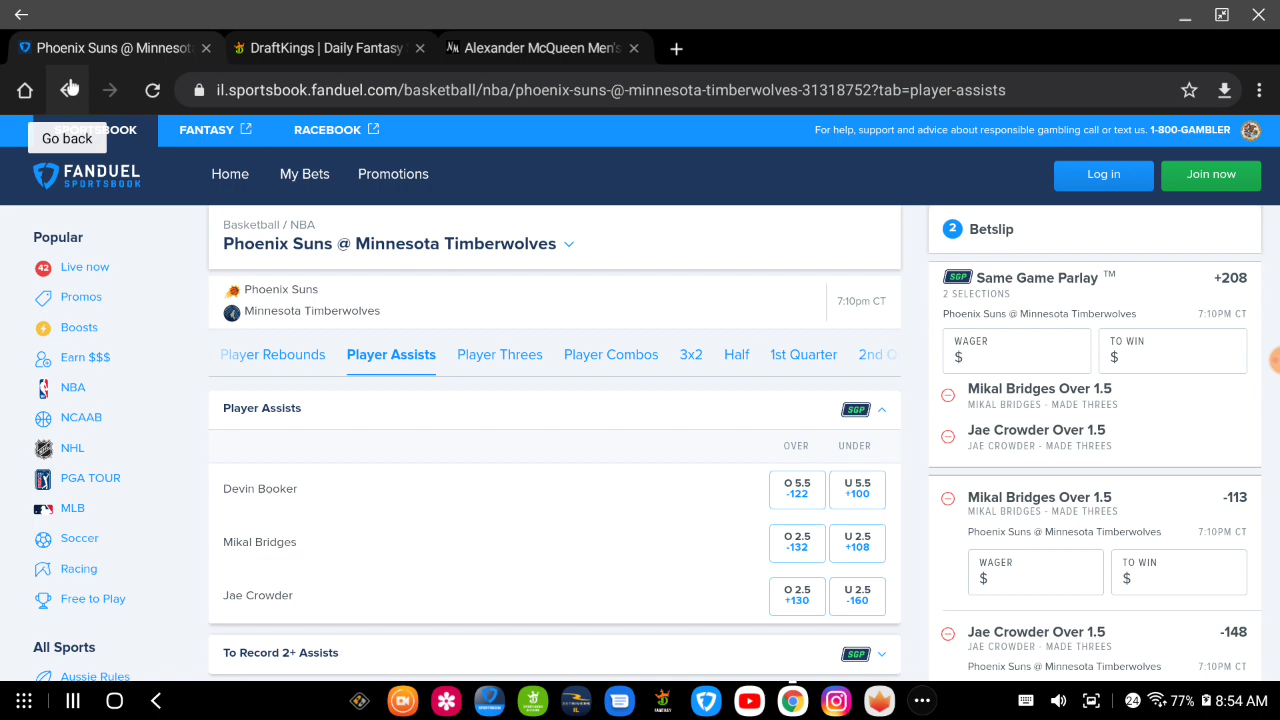 Phoenix Suns @ Minnesot
DraftKings | Daily Fantasy
Alexander McQueen Men's
il.sportsbook.fanduel.com/basketball/nba/phoenix-suns-@-minnesota-timberwolves-31318752?tab=player-assists
Go back
SPORTSBOOK
FANTASY
RACEBOOK
For help, support and advice about responsible gambling call or text us. 1-800-GAMBLER
FANDUEL
SPORTSBOOK
Home
My Bets
Promotions
Log in
Join now
Popular
42 Live now
Promos
Boosts
Earn $$$
NBA
NCAAB
NHL
PGA TOUR
MLB
Soccer
Racing
Free to Play
All Sports
Aussie Rules
Basketball / NBA
Phoenix Suns @ Minnesota Timberwolves
Phoenix Suns
Minnesota Timberwolves
7:10pm CT
Player Rebounds
Player Assists
Player Threes
Player Combos
3x2
Half
1st Quarter
2nd Q
Player Assists
SGP
OVER
UNDER
Devin Booker
O 5.5
-122
U 5.5
+100
Mikal Bridges
O 2.5
-132
U 2.5
+108
Jae Crowder
O 2.5
+130
U 2.5
-160
To Record 2+ Assists
SGP
2 Betslip
SGP Same Game Parlay ™ +208
2 SELECTIONS
Phoenix Suns @ Minnesota Timberwolves 7:10PM CT
WAGER
$
TO WIN
$
Mikal Bridges Over 1.5
MIKAL BRIDGES - MADE THREES
Jae Crowder Over 1.5
JAE CROWDER - MADE THREES
Mikal Bridges Over 1.5 -113
MIKAL BRIDGES - MADE THREES
Phoenix Suns @ Minnesota Timberwolves 7:10PM CT
WAGER
$
TO WIN
$
Jae Crowder Over 1.5 -148
JAE CROWDER - MADE THREES
Phoenix Suns @ Minnesota Timberwolves 7:10PM CT
24
77%
8:54 AM